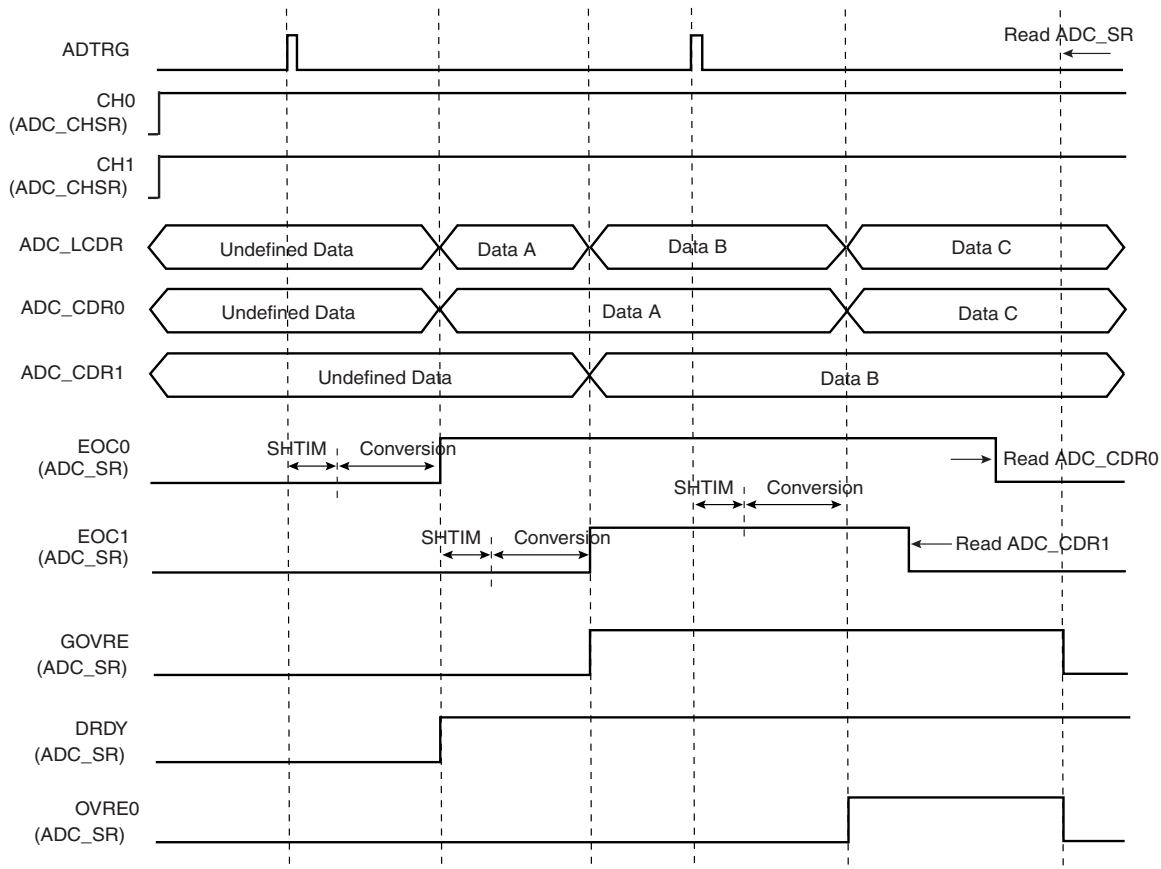 Read ADC_SR
ADTRG
CH0
(ADC_CHSR)
CH1
(ADC_CHSR)
ADC_LCDR
Undefined Data
Data A
Data B
Data C
ADC_CDR0
Undefined Data
Data A
Data C
ADC_CDR1
Undefined Data
Data B
EOC0
(ADC_SR)
SHTIM
Conversion
Read ADC_CDR0
SHTIM
Conversion
EOC1
(ADC_SR)
SHTIM
Conversion
Read ADC_CDR1
GOVRE
(ADC_SR)
DRDY
(ADC_SR)
OVRE0
(ADC_SR)